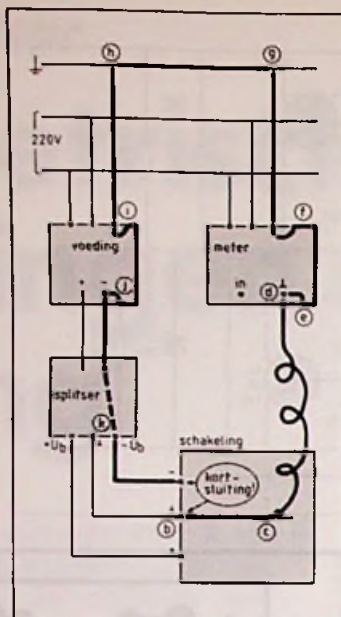 h g
220V
i f
voeding meter
+ - j in ⊥ d
e
splitser
k
+Ub ⊥ -Ub schakeling
-
kort-
sluiting!
b ⊥ c
+